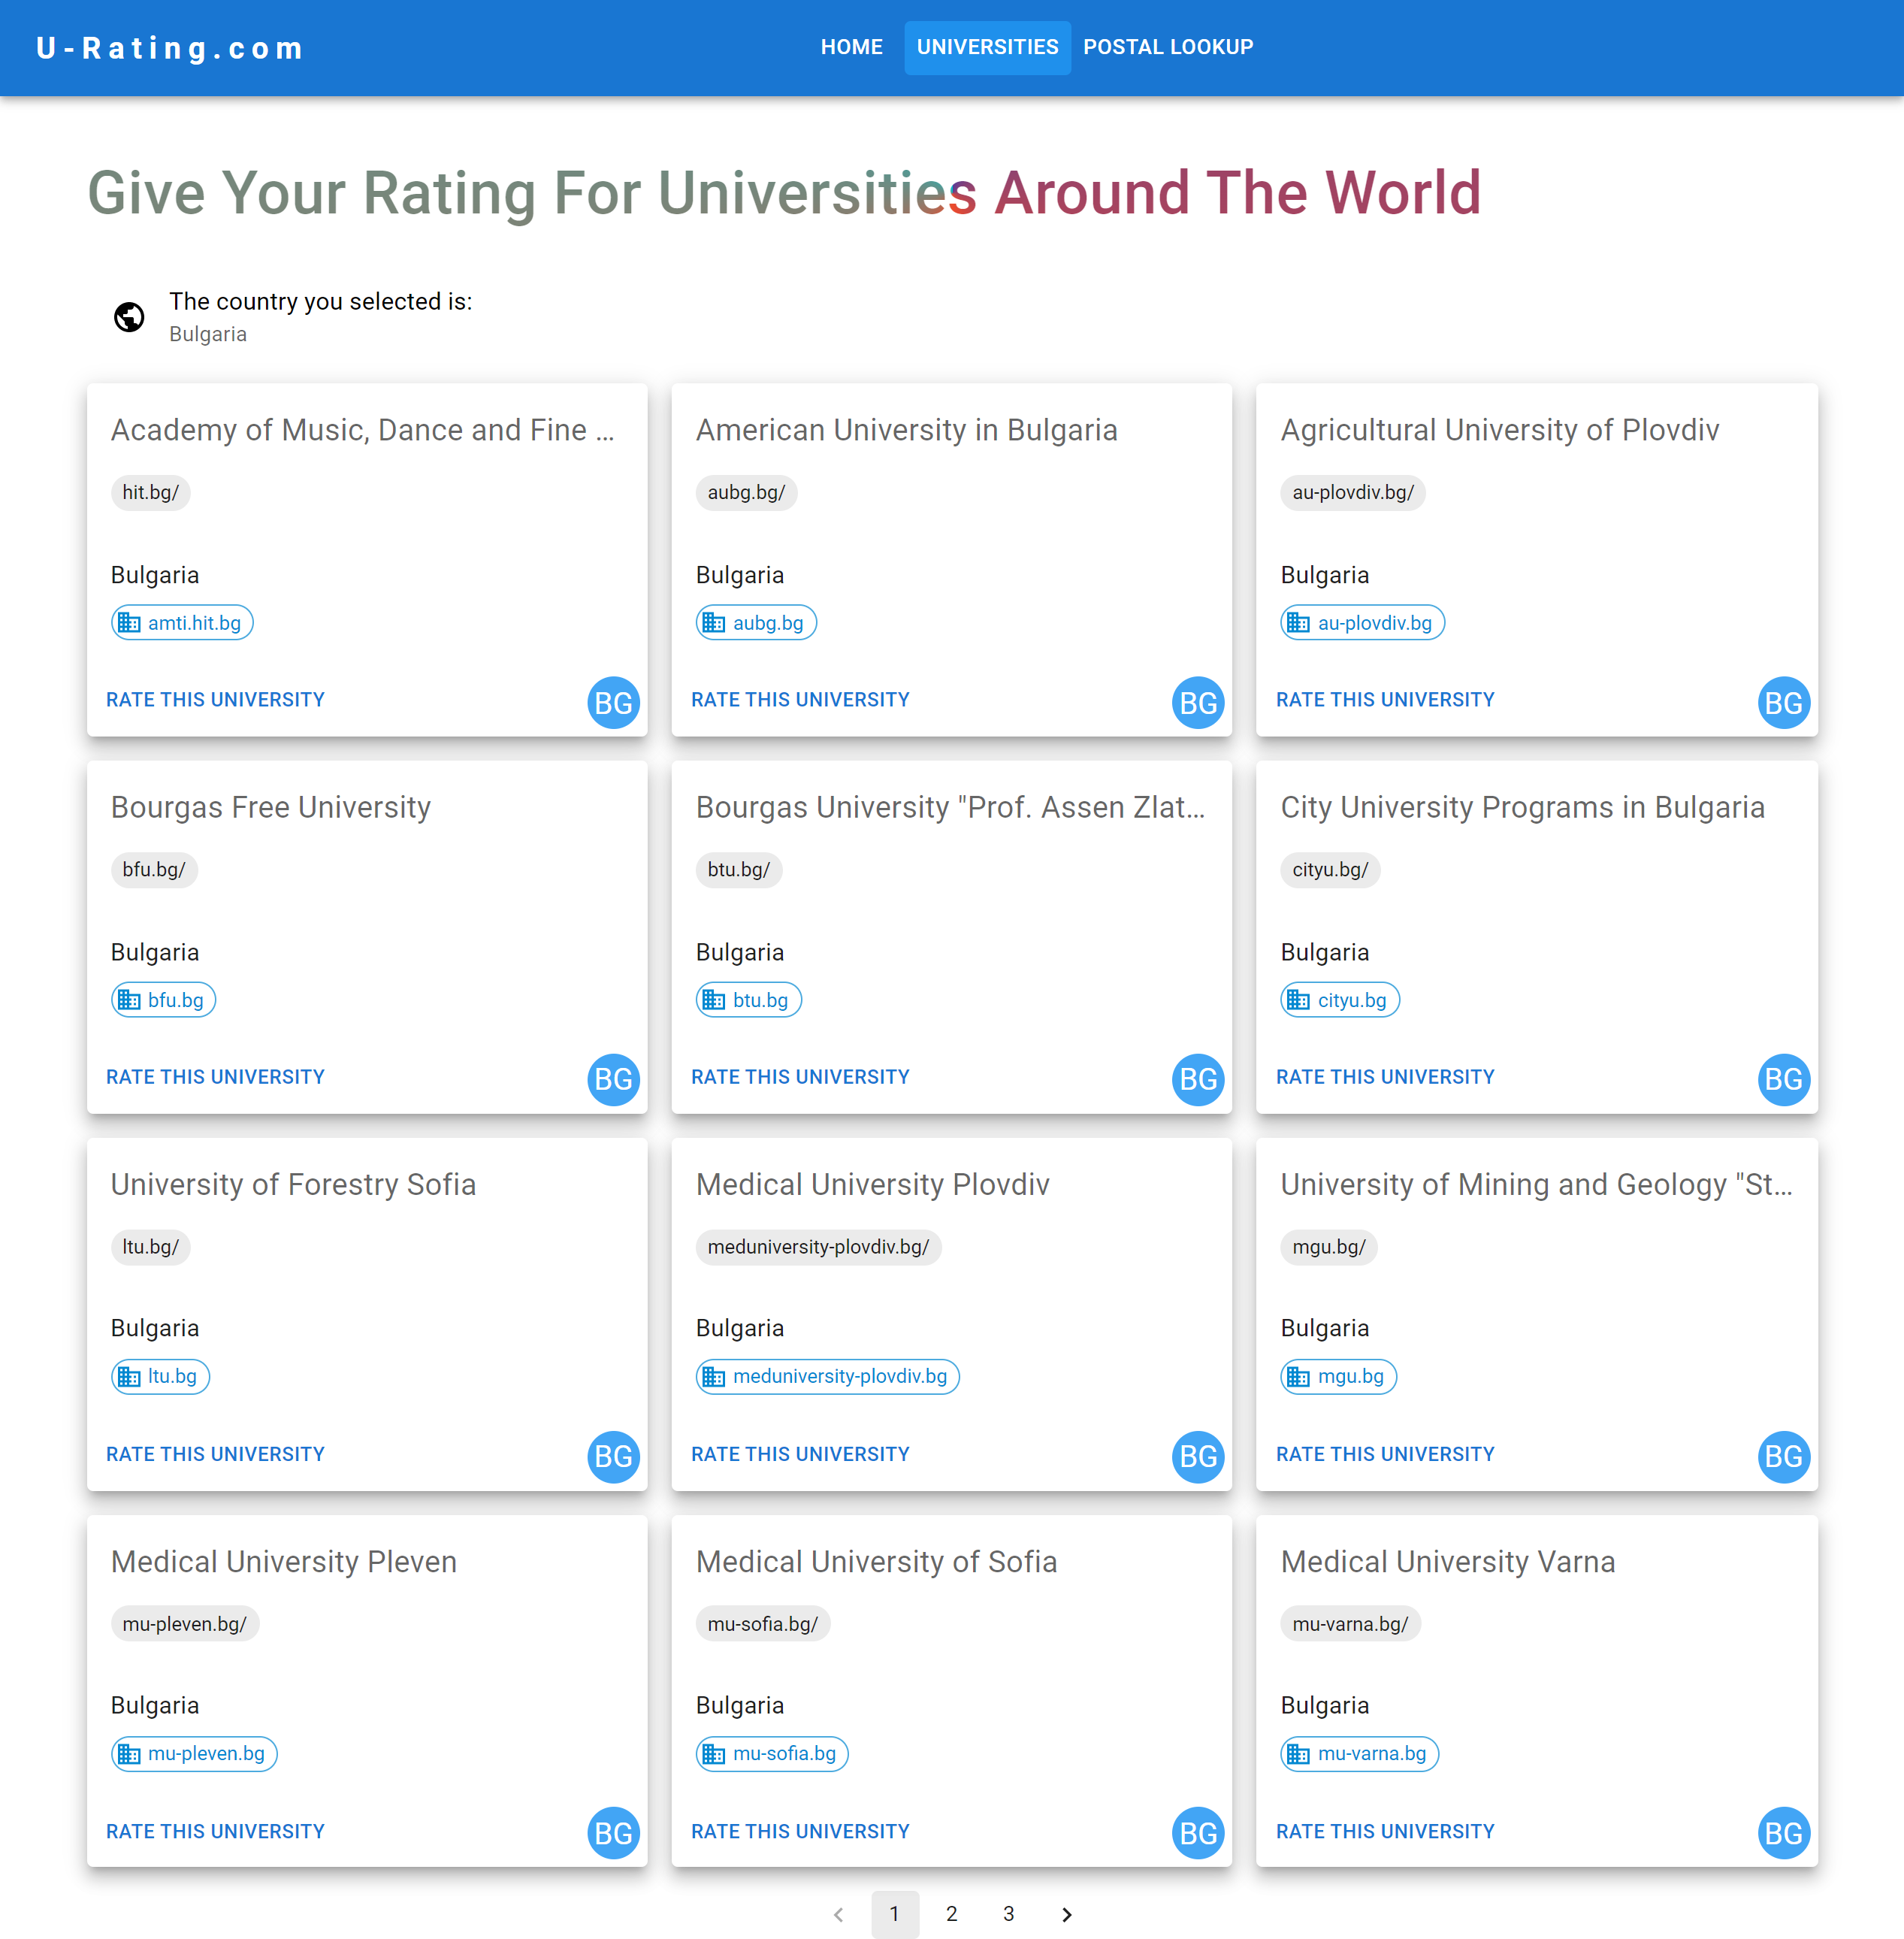 U-Rating.com
HOME UNIVERSITIES POSTAL LOOKUP
Give Your Rating For Universities Around The World
The country you selected is:
Bulgaria
Academy of Music, Dance and Fine ...
hit.bg/
Bulgaria
amti.hit.bg
RATE THIS UNIVERSITY
BG
American University in Bulgaria
aubg.bg/
Bulgaria
aubg.bg
RATE THIS UNIVERSITY
BG
Agricultural University of Plovdiv
au-plovdiv.bg/
Bulgaria
au-plovdiv.bg
RATE THIS UNIVERSITY
BG
Bourgas Free University
bfu.bg/
Bulgaria
bfu.bg
RATE THIS UNIVERSITY
BG
Bourgas University "Prof. Assen Zlat...
btu.bg/
Bulgaria
btu.bg
RATE THIS UNIVERSITY
BG
City University Programs in Bulgaria
cityu.bg/
Bulgaria
cityu.bg
RATE THIS UNIVERSITY
BG
University of Forestry Sofia
ltu.bg/
Bulgaria
ltu.bg
RATE THIS UNIVERSITY
BG
Medical University Plovdiv
meduniversity-plovdiv.bg/
Bulgaria
meduniversity-plovdiv.bg
RATE THIS UNIVERSITY
BG
University of Mining and Geology "St...
mgu.bg/
Bulgaria
mgu.bg
RATE THIS UNIVERSITY
BG
Medical University Pleven
mu-pleven.bg/
Bulgaria
mu-pleven.bg
RATE THIS UNIVERSITY
BG
Medical University of Sofia
mu-sofia.bg/
Bulgaria
mu-sofia.bg
RATE THIS UNIVERSITY
BG
Medical University Varna
mu-varna.bg/
Bulgaria
mu-varna.bg
RATE THIS UNIVERSITY
BG
1 2 3